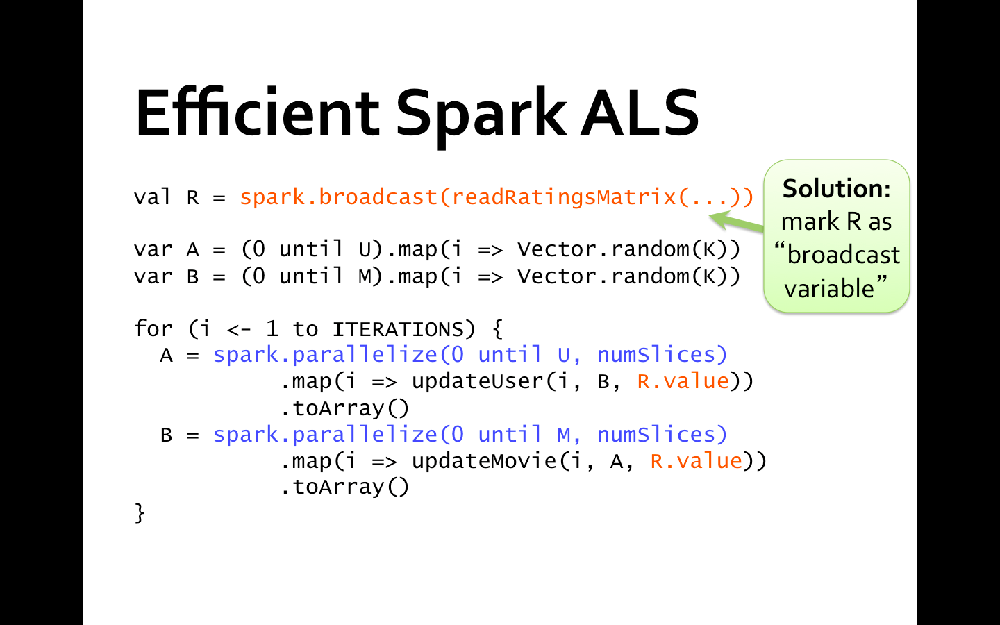 Efficient Spark ALS
val R = spark.broadcast(readRatingsMatrix(...))
var A = (0 until U).map(i => Vector.random(K))
var B = (0 until M).map(i => Vector.random(K))
for (i <- 1 to ITERATIONS) {
  A = spark.parallelize(0 until U, numSlices)
           .map(i => updateUser(i, B, R.value))
           .toArray()
  B = spark.parallelize(0 until M, numSlices)
           .map(i => updateMovie(i, A, R.value))
           .toArray()
}
Solution:
mark R as
“broadcast
variable”